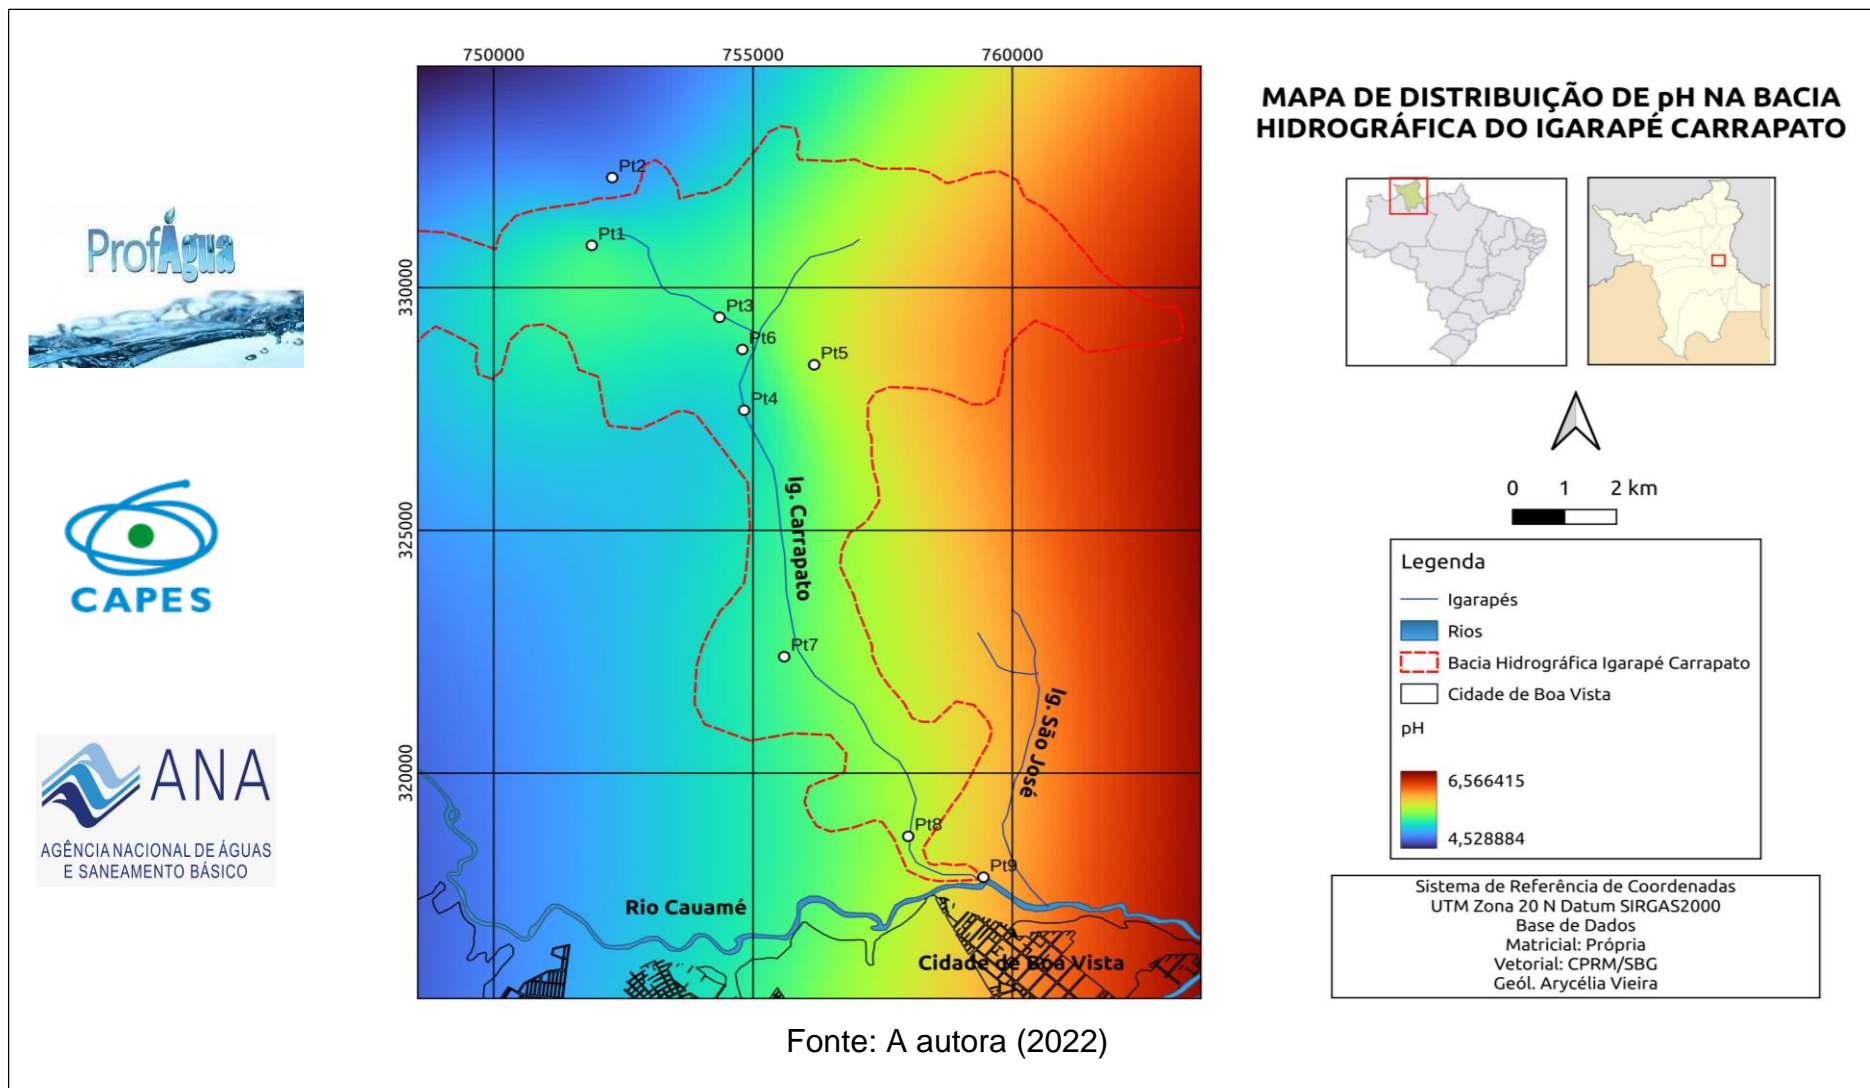 MAPA DE DISTRIBUIÇÃO DE pH NA BACIA
HIDROGRÁFICA DO IGARAPÉ CARRAPATO
ProfÁgua
CAPES
ANA
AGÊNCIA NACIONAL DE ÁGUAS
E SANEAMENTO BÁSICO
750000
755000
760000
330000
325000
320000
Pt2
Pt1
Pt3
Pt6
Pt5
Pt4
Ig. Carrapato
Pt7
Ig. São José
Pt8
Pt9
Rio Cauamé
Cidade de Boa Vista
0 1 2 km
Legenda
Igarapés
Rios
Bacia Hidrográfica Igarapé Carrapato
Cidade de Boa Vista
pH
6,566415
4,528884
Sistema de Referência de Coordenadas
UTM Zona 20 N Datum SIRGAS2000
Base de Dados
Matricial: Própria
Vetorial: CPRM/SBG
Geól. Arycélia Vieira
Fonte: A autora (2022)